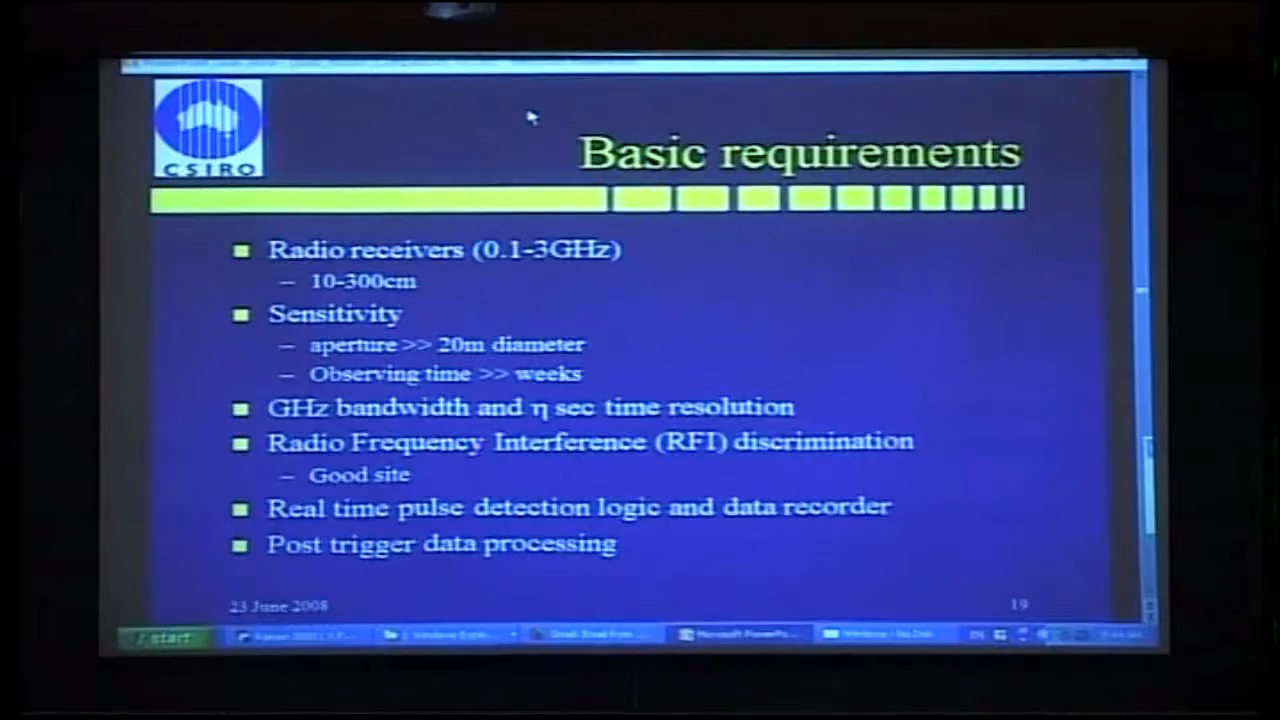 CSIRO
Basic requirements
Radio receivers (0.1-3GHz)
– 10-300cm
Sensitivity
– aperture >> 20m diameter
– Observing time >> weeks
GHz bandwidth and η sec time resolution
Radio Frequency Interference (RFI) discrimination
– Good site
Real time pulse detection logic and data recorder
Post trigger data processing
23 June 2008
19
start